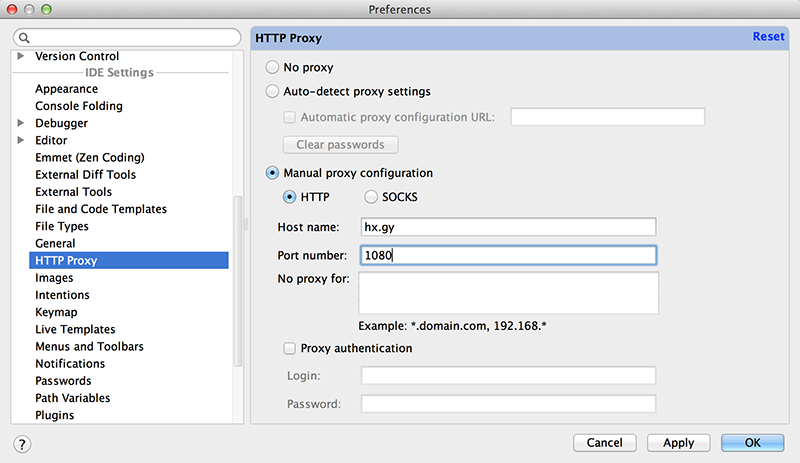 Preferences
Version Control
IDE Settings
Appearance
Console Folding
Debugger
Editor
Emmet (Zen Coding)
External Diff Tools
External Tools
File and Code Templates
File Types
General
HTTP Proxy
Images
Intentions
Keymap
Live Templates
Menus and Toolbars
Notifications
Passwords
Path Variables
Plugins
HTTP Proxy Reset
No proxy
Auto-detect proxy settings
Automatic proxy configuration URL:
Clear passwords
Manual proxy configuration
HTTP SOCKS
Host name: hx.gy
Port number: 1080
No proxy for:
Example: *.domain.com, 192.168.*
Proxy authentication
Login:
Password:
? Cancel Apply OK